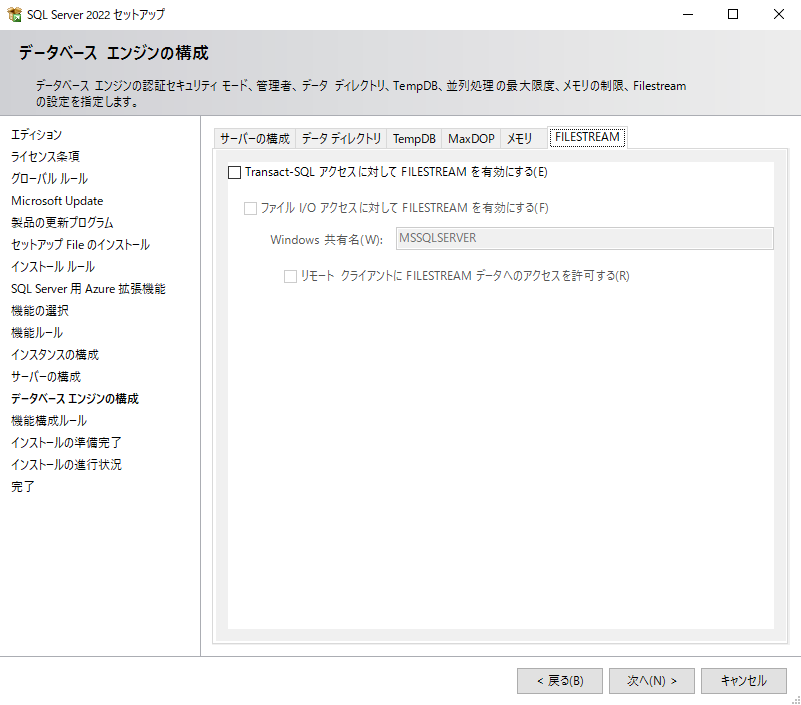 SQL Server 2022 セットアップ
データベース エンジンの構成
データベース エンジンの認証セキュリティ モード、管理者、データ ディレクトリ、TempDB、並列処理の最大限度、メモリの制限、Filestream
の設定を指定します。
エディション
ライセンス条項
グローバル ルール
Microsoft Update
製品の更新プログラム
セットアップ File のインストール
インストール ルール
SQL Server 用 Azure 拡張機能
機能の選択
機能ルール
インスタンスの構成
サーバーの構成
データベース エンジンの構成
機能構成ルール
インストールの準備完了
インストールの進行状況
完了
サーバーの構成 データ ディレクトリ TempDB MaxDOP メモリ FILESTREAM
Transact-SQL アクセスに対して FILESTREAM を有効にする(E)
ファイル I/O アクセスに対して FILESTREAM を有効にする(F)
Windows 共有名(W): MSSQLSERVER
リモート クライアントに FILESTREAM データへのアクセスを許可する(R)
< 戻る(B) 次へ(N) > キャンセル